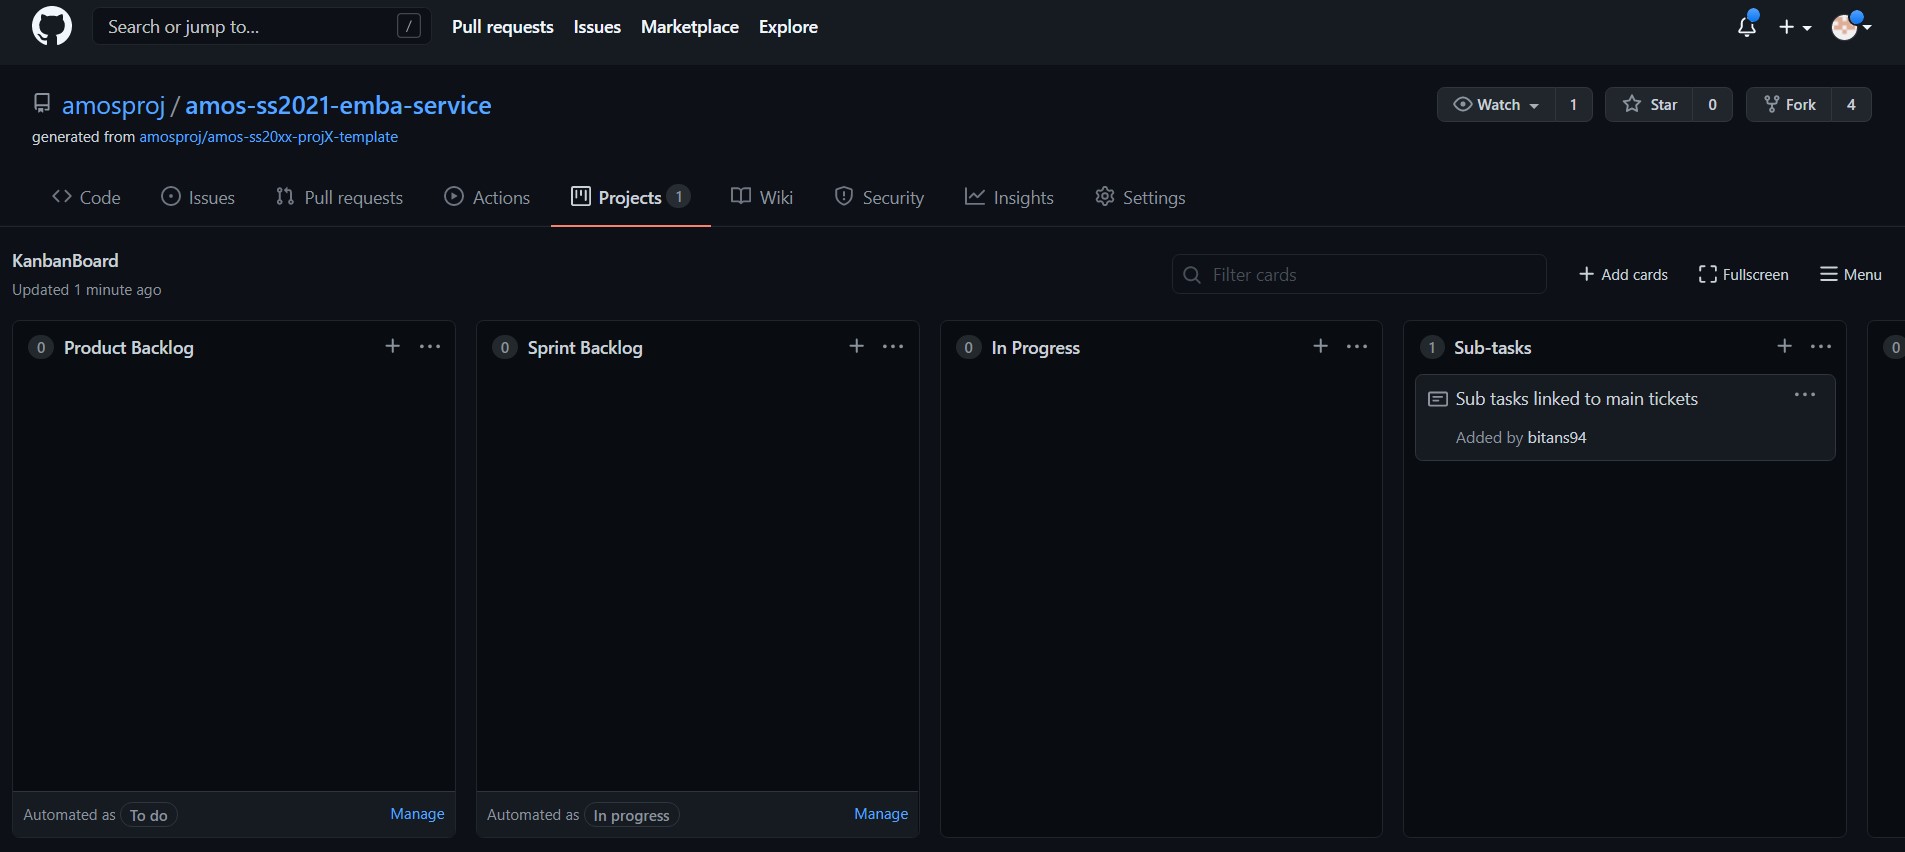 Search or jump to... /
Pull requests Issues Marketplace Explore
amosproj / amos-ss2021-emba-service
Watch 1 Star 0 Fork 4
generated from amosproj/amos-ss20xx-projX-template
Code Issues Pull requests Actions Projects 1 Wiki Security Insights Settings
KanbanBoard
Updated 1 minute ago
Filter cards
Add cards Fullscreen Menu
0 Product Backlog
Automated as To do Manage
0 Sprint Backlog
Automated as In progress Manage
0 In Progress
1 Sub-tasks
Sub tasks linked to main tickets
Added by bitans94
0